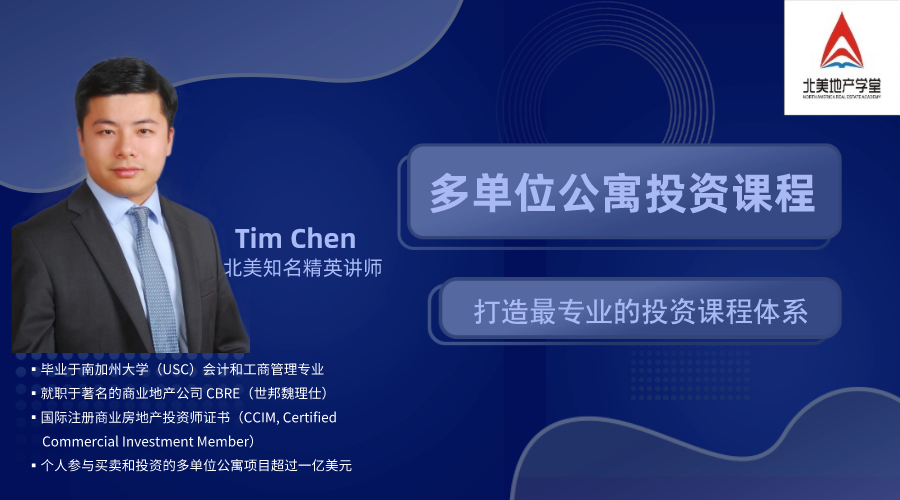 北美地产学堂
NORTH AMERICA REAL ESTATE ACADEMY
多单位公寓投资课程
Tim Chen
北美知名精英讲师
打造最专业的投资课程体系
▪ 毕业于南加州大学（USC）会计和工商管理专业
▪ 就职于著名的商业地产公司 CBRE（世邦魏理仕）
▪ 国际注册商业房地产投资师证书（CCIM, Certified
Commercial Investment Member）
▪ 个人参与买卖和投资的多单位公寓项目超过一亿美元